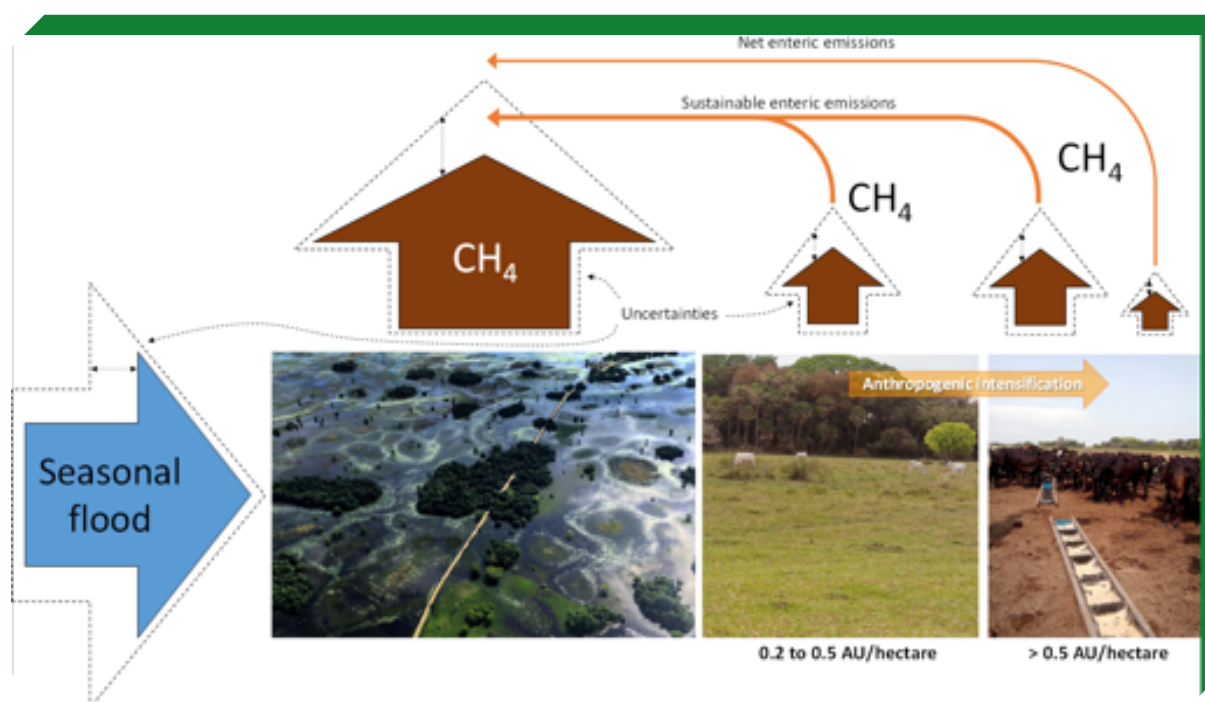 Net enteric emissions
Sustainable enteric emissions
CH₄
CH₄
CH₄
Uncertainties
Anthropogenic intensification
Seasonal
flood
0.2 to 0.5 AU/hectare
> 0.5 AU/hectare